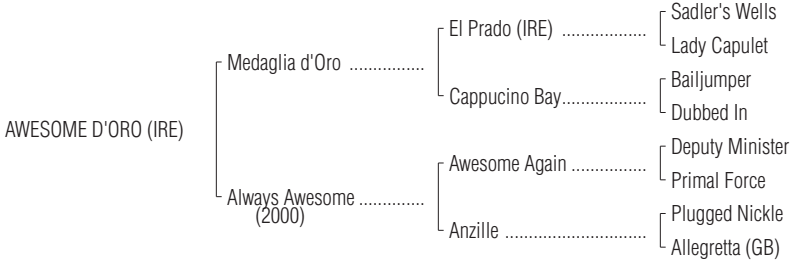 Sadler's Wells
El Prado (IRE) ..................
Lady Capulet
Medaglia d'Oro ................
Bailjumper
Cappucino Bay..................
Dubbed In
AWESOME D'ORO (IRE)
Deputy Minister
Awesome Again ................
Primal Force
Always Awesome ..............
(2000)
Plugged Nickle
Anzille ..............................
Allegretta (GB)